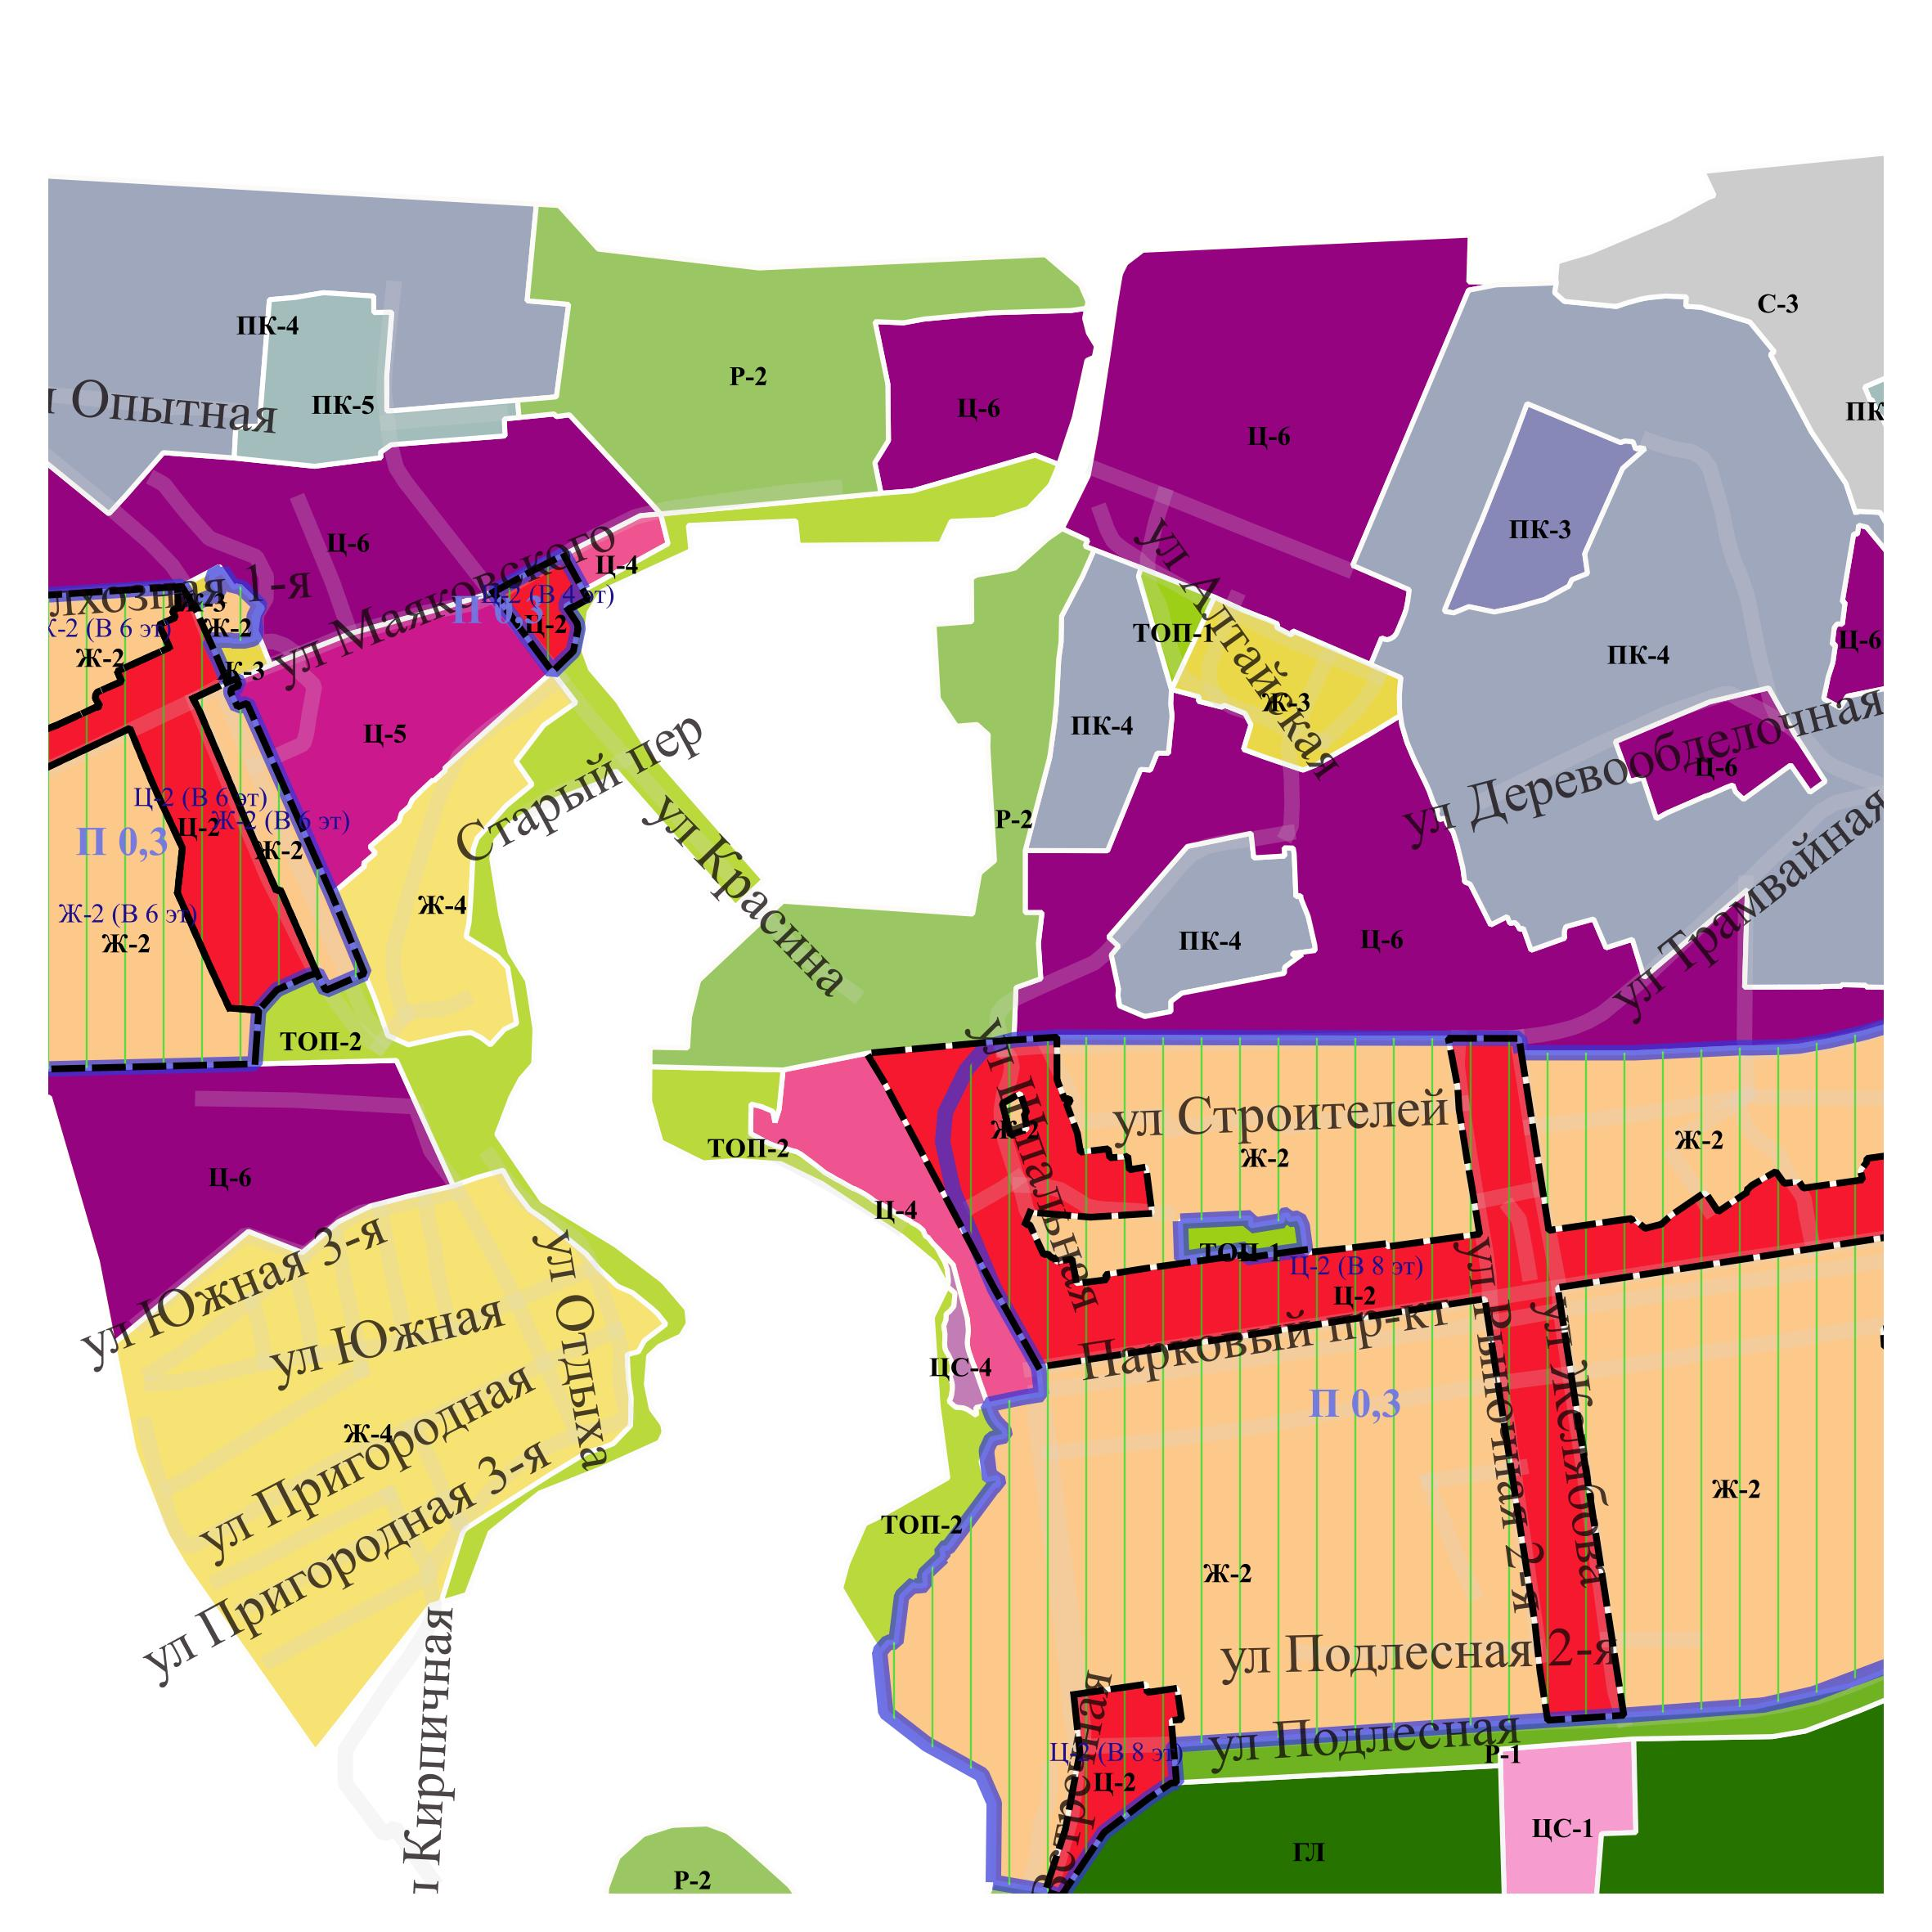 С-3
ПК-4
Р-2
ПК-5
ПК
Опытная
Ц-6
Ц-6
ПК-3
Ц-6
Ц-4
1-я
ул Маяковского
Ц-2 (В 4 эт)
П 0,3
Ц-2
Ж-3
Ж-2 (В 6 эт)
Ж-2
Ж-2
Ж-3
ул Алтайская
ТОП-1
Ц-6
ПК-4
Ж-3
ПК-4
Ц-5
ул Деревообделочная
Ц-6
Старый пер
Ц-2 (В 6 эт)
Ж-2 (В 6 эт)
П 0,3
Ц-2
Ж-2
Р-2
ул Красина
ул Трамвайная
Ж-4
Ж-2 (В 6 эт)
Ж-2
ПК-4
Ц-6
ТОП-2
ул Шпальная
ул Строителей
Ж-2
Ж-2
Ж-2
ТОП-2
Ц-6
Ц-4
ТОП-1
Ц-2 (В 8 эт)
Ц-2
ул Южная 3-я
ул Южная
ул Отдыха
Парковый пр-кт
ЦС-4
П 0,3
ул Рыночная 2-я
ул Желябова
Ж-4
ул Пригородная
ул Пригородная 3-я
Ж-2
ТОП-2
Ж-2
ул Подлесная 2-я
ул Подлесная
Р-1
Ц-2 (В 8 эт)
Ц-2
Кирпичная
ЦС-1
ГЛ
Р-2